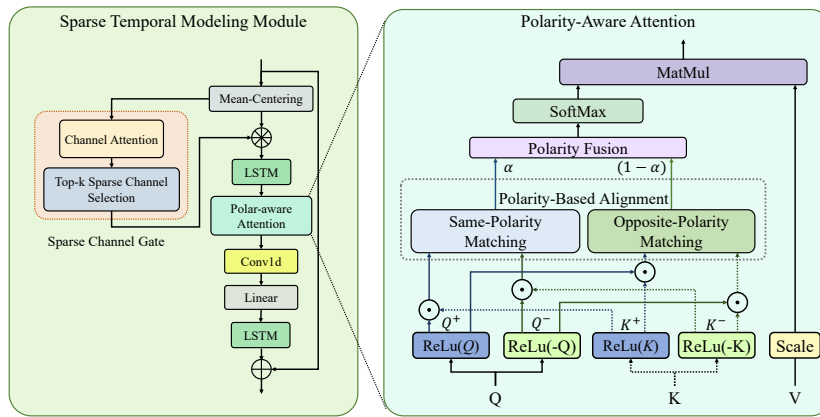 Sparse Temporal Modeling Module
Mean-Centering
Channel Attention
Top-k Sparse Channel
Selection
Sparse Channel Gate
LSTM
Polar-aware
Attention
Conv1d
Linear
LSTM
Polarity-Aware Attention
MatMul
SoftMax
Polarity Fusion
α
(1 − α)
Polarity-Based Alignment
Same-Polarity
Matching
Opposite-Polarity
Matching
Q⁺
Q⁻
K⁺
K⁻
ReLu(Q)
ReLu(-Q)
ReLu(K)
ReLu(-K)
Scale
Q
K
V